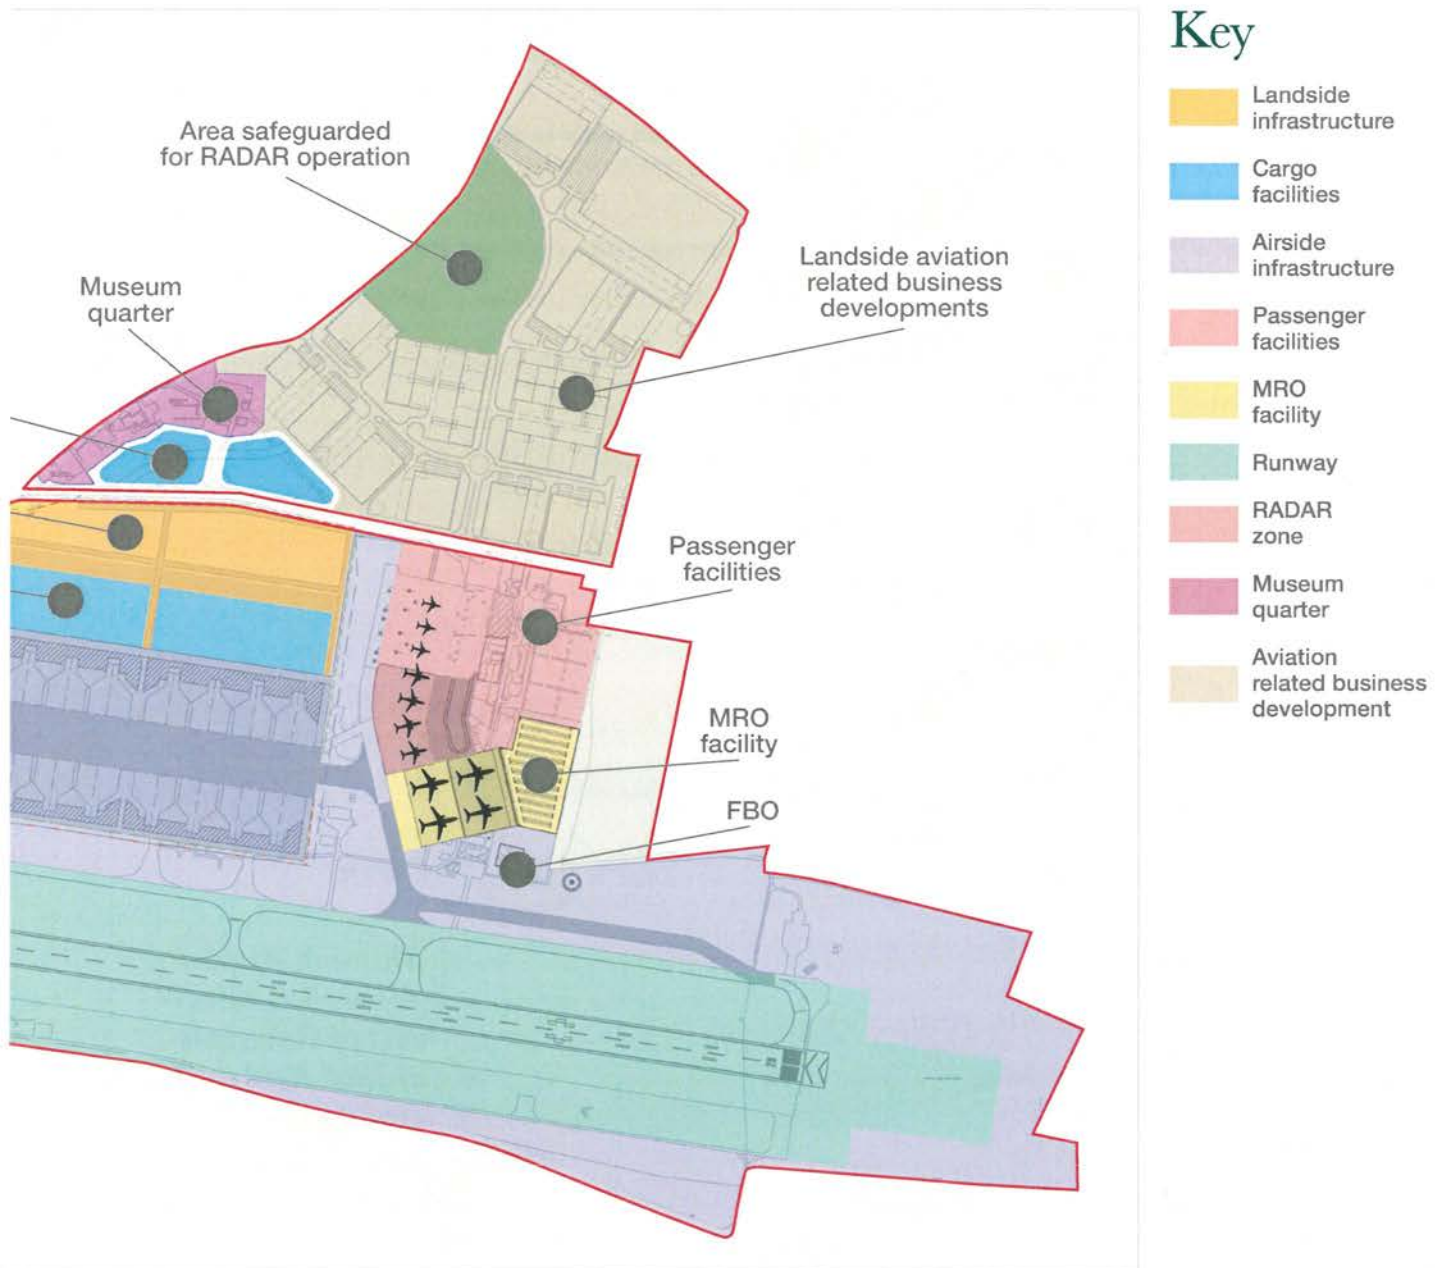 Key
Landside
infrastructure
Cargo
facilities
Airside
infrastructure
Passenger
facilities
MRO
facility
Runway
RADAR
zone
Museum
quarter
Aviation
related business
development
Area safeguarded
for RADAR operation
Museum
quarter
Landside aviation
related business
developments
Passenger
facilities
MRO
facility
FBO